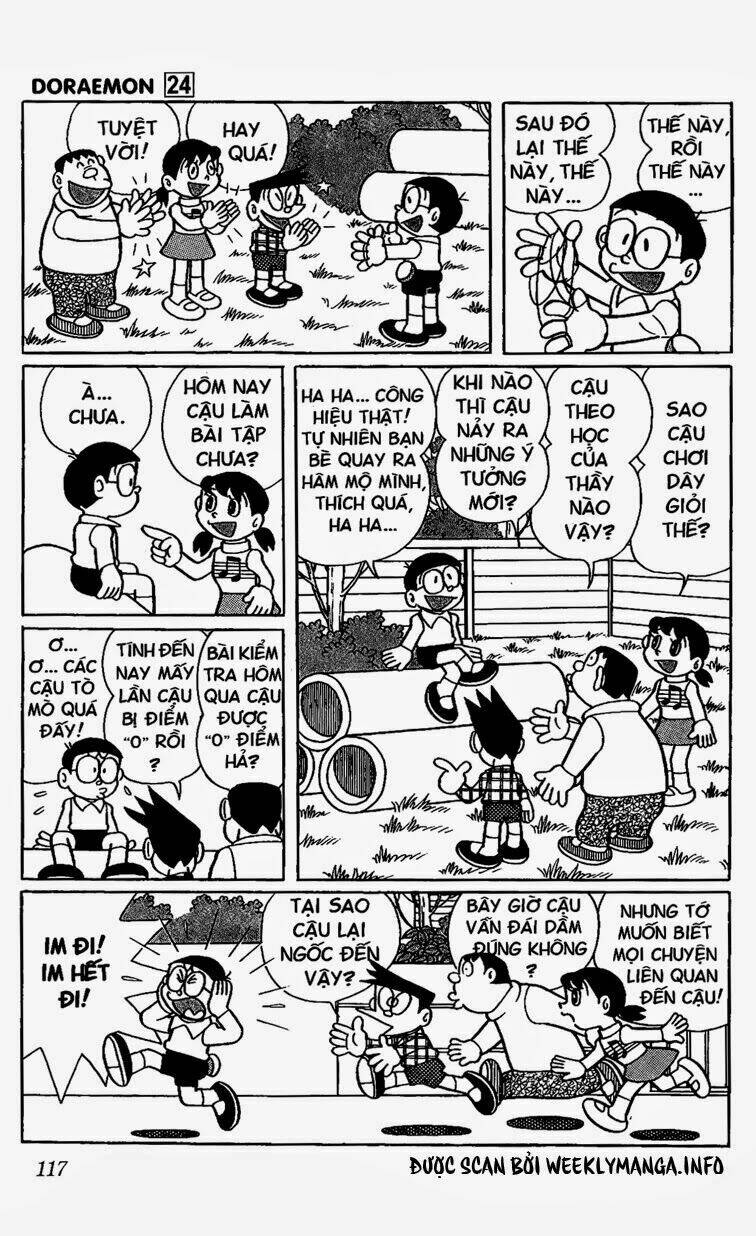 DORAEMON 24
THẾ NÀY,
RỒI
THẾ NÀY
...
SAU ĐÓ
LẠI THẾ
NÀY, THẾ
NÀY...
HAY
QUÁ!
TUYỆT
VỜI!
SAO
CẬU
CHƠI
DÂY
GIỎI
THẾ?
CẬU
THEO
HỌC
CỦA
THẦY
NÀO
VẬY?
KHI NÀO
THÌ CẬU
NẢY RA
NHỮNG Ý
TƯỞNG
MỚI?
HA HA... CÔNG
HIỆU THẬT!
TỰ NHIÊN BẠN
BÈ QUAY RA
HÂM MỘ MÌNH,
THÍCH QUÁ,
HA HA...
HÔM NAY
CẬU LÀM
BÀI TẬP
CHƯA?
À...
CHƯA.
BÀI KIỂM
TRA HÔM
QUA CẬU
ĐƯỢC
"0" ĐIỂM
HẢ?
TÍNH ĐẾN
NAY MẤY
LẦN CẬU
BỊ ĐIỂM
"0" RỒI
?
Ơ...
Ơ... CÁC
CẬU TÒ
MÒ QUÁ
ĐẤY!
NHƯNG TỚ
MUỐN BIẾT
MỌI CHUYỆN
LIÊN QUAN
ĐẾN CẬU!
BÂY GIỜ CẬU
VẪN ĐÁI DẦM
ĐÚNG KHÔNG
?
TẠI SAO
CẬU LẠI
NGỐC ĐẾN
VẬY?
IM ĐI!
IM HẾT
ĐI!
117
ĐƯỢC SCAN BỞI WEEKLYMANGA.INFO